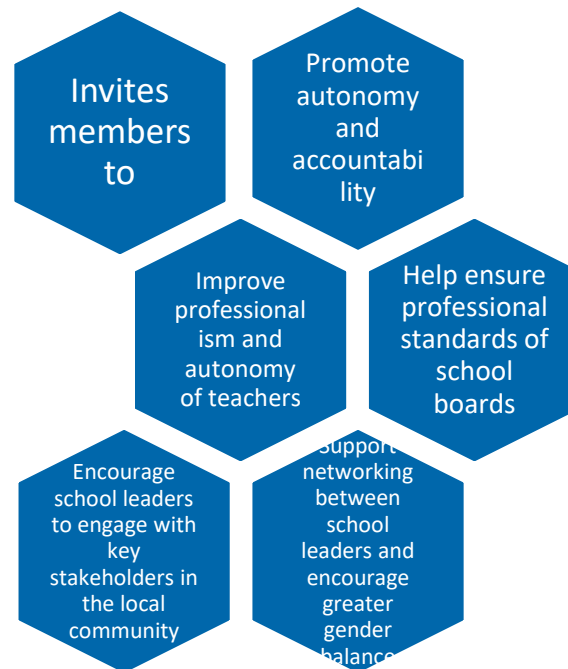 Invites
members
to
Promote
autonomy
and
accountabi
lity
Improve
professional
ism and
autonomy
of teachers
Help ensure
professional
standards of
school
boards
Encourage
school leaders
to engage with
key
stakeholders in
the local
community
Support
networking
between
school
leaders and
encourage
greater
gender
balance